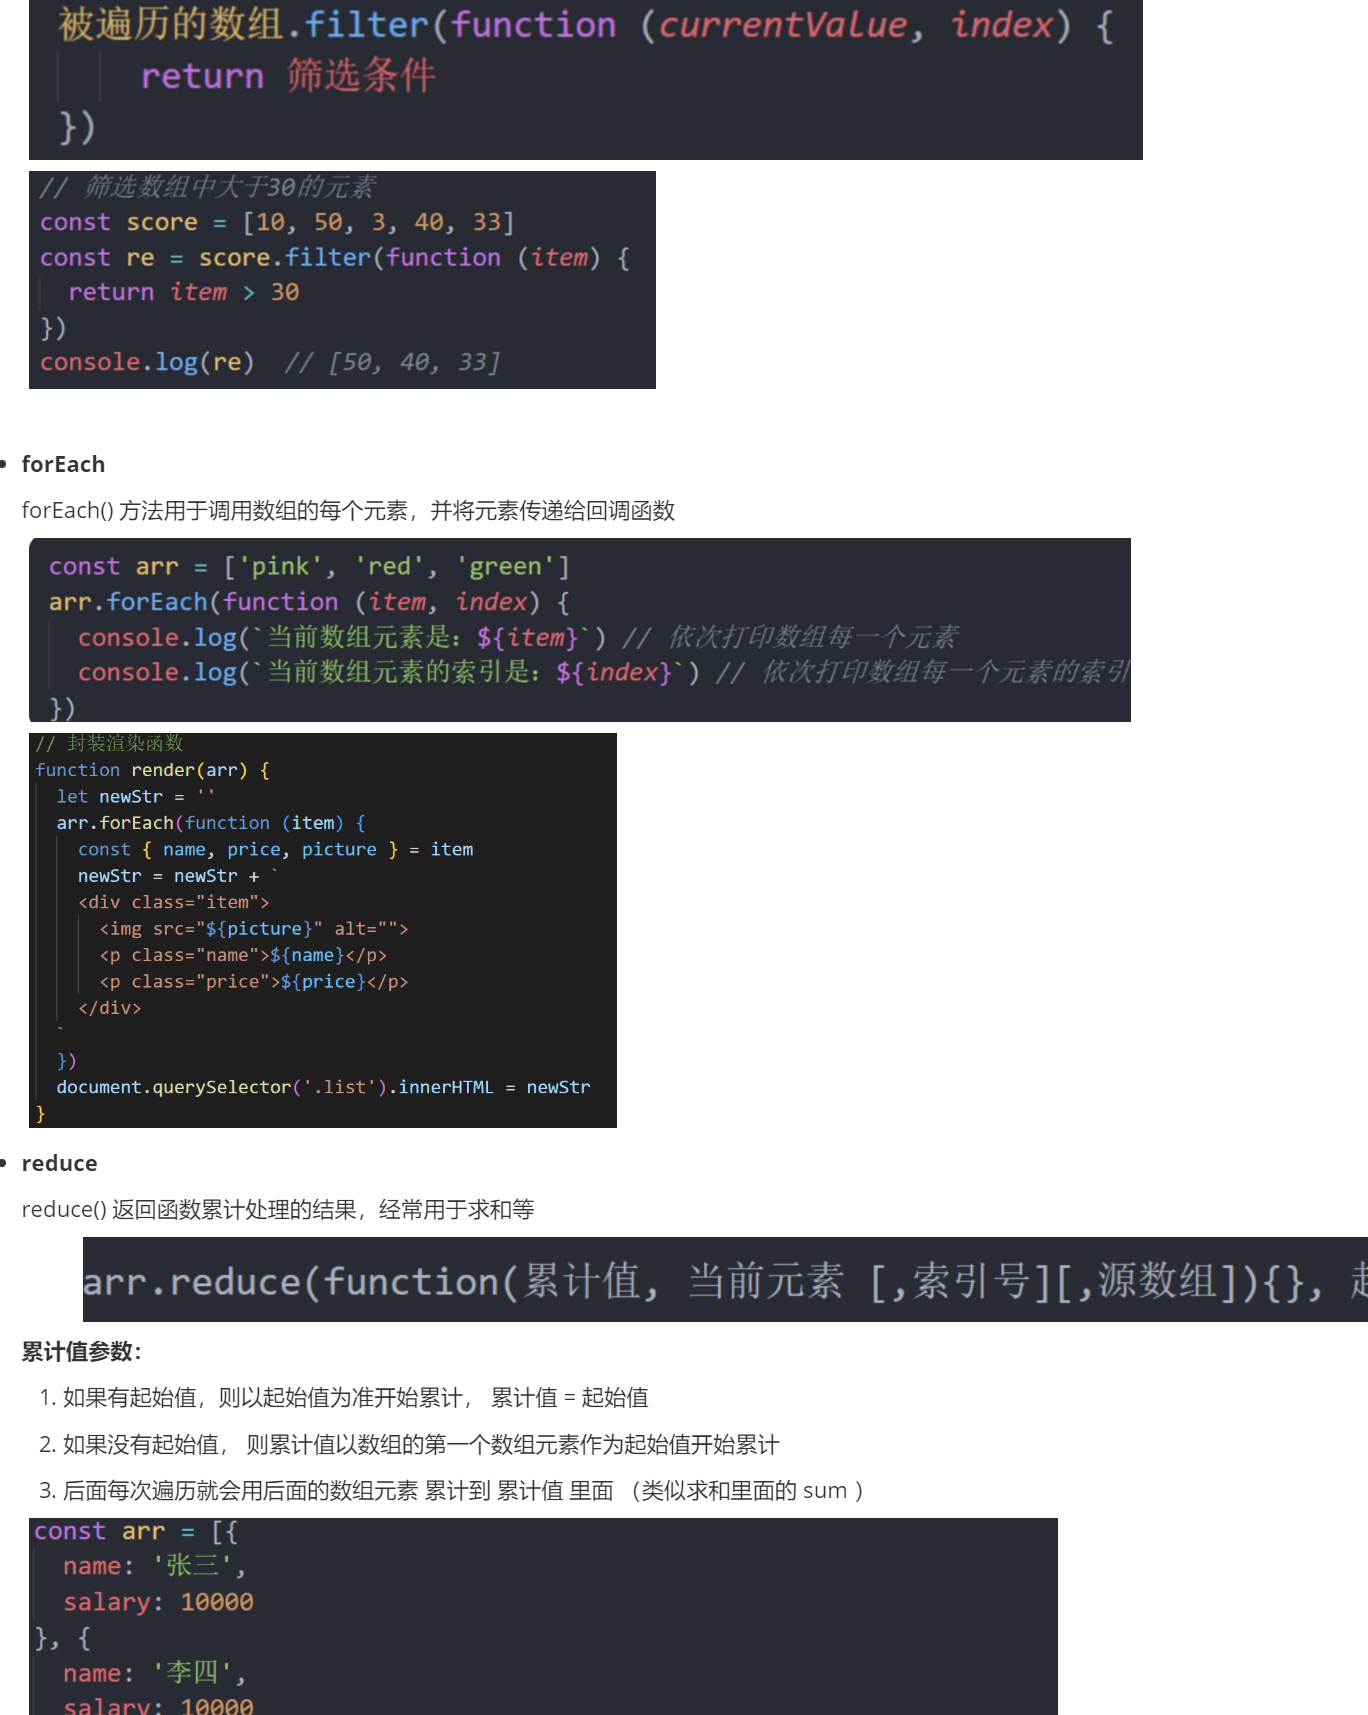 被遍历的数组.filter(function (currentValue, index) {
return 筛选条件
})
// 筛选数组中大于30的元素
const score = [10, 50, 3, 40, 33]
const re = score.filter(function (item) {
return item > 30
})
console.log(re)  // [50, 40, 33]
forEach
forEach() 方法用于调用数组的每个元素，并将元素传递给回调函数
const arr = ['pink', 'red', 'green']
arr.forEach(function (item, index) {
console.log(`当前数组元素是：${item}`) // 依次打印数组每一个元素
console.log(`当前数组元素的索引是：${index}`) // 依次打印数组每一个元素的索引
})
// 封装渲染函数
function render(arr) {
let newStr = ''
arr.forEach(function (item) {
const { name, price, picture } = item
newStr = newStr + `
<div class="item">
<img src="${picture}" alt="">
<p class="name">${name}</p>
<p class="price">${price}</p>
</div>
`
})
document.querySelector('.list').innerHTML = newStr
}
reduce
reduce() 返回函数累计处理的结果，经常用于求和等
arr.reduce(function(累计值, 当前元素 [,索引号][,源数组]){},
累计值参数：
1. 如果有起始值，则以起始值为准开始累计， 累计值 = 起始值
2. 如果没有起始值， 则累计值以数组的第一个数组元素作为起始值开始累计
3. 后面每次遍历就会用后面的数组元素 累计到 累计值 里面 （类似求和里面的 sum ）
const arr = [{
name: '张三',
salary: 10000
}, {
name: '李四',
salary: 10000